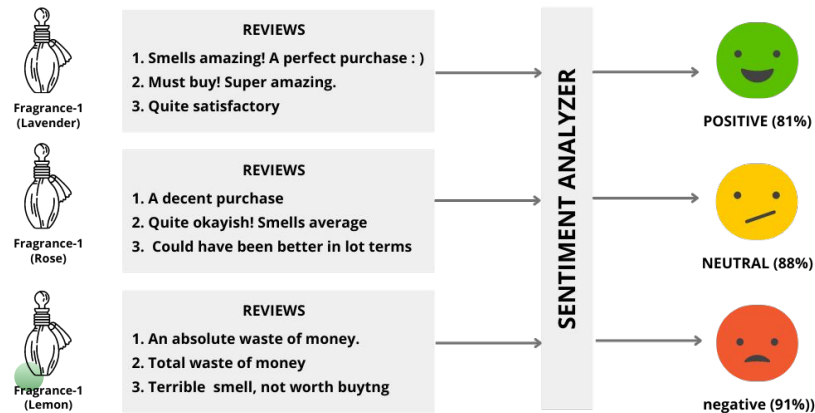 REVIEWS
1. Smells amazing! A perfect purchase : )
2. Must buy! Super amazing.
3. Quite satisfactory
Fragrance-1
(Lavender)
POSITIVE (81%)
REVIEWS
1. A decent purchase
2. Quite okayish! Smells average
3. Could have been better in lot terms
Fragrance-1
(Rose)
NEUTRAL (88%)
REVIEWS
1. An absolute waste of money.
2. Total waste of money
3. Terrible smell, not worth buytng
Fragrance-1
(Lemon)
negative (91%))
SENTIMENT ANALYZER